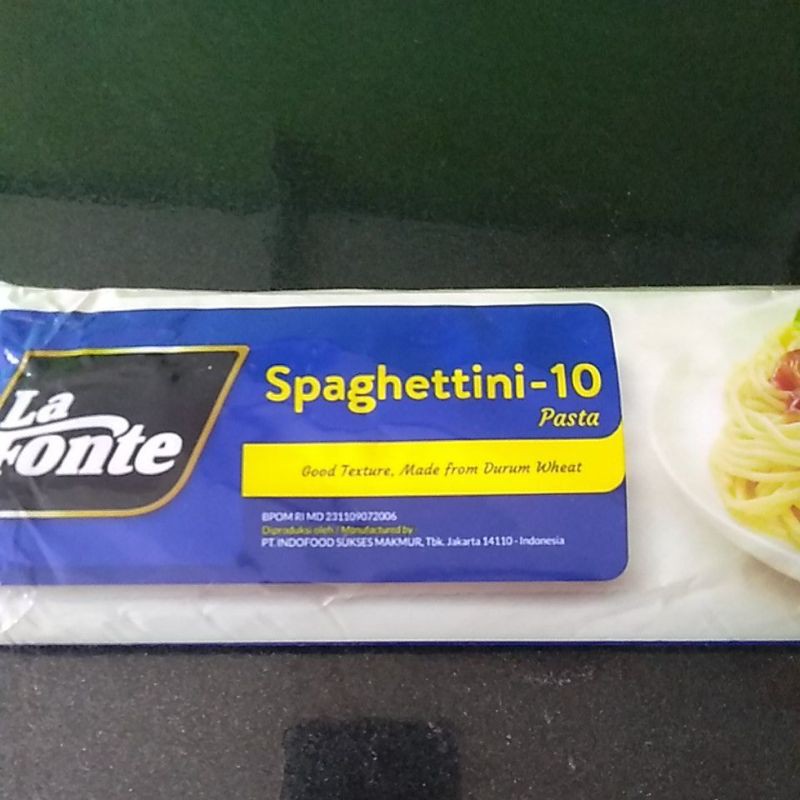 La
Fonte
Spaghettini-10
Pasta
Good Texture, Made from Durum Wheat
BPOM RI MD 231109072006
Diproduksi oleh / Manufactured by
PT. INDOFOOD SUKSES MAKMUR, Tbk. Jakarta 14110 - Indonesia